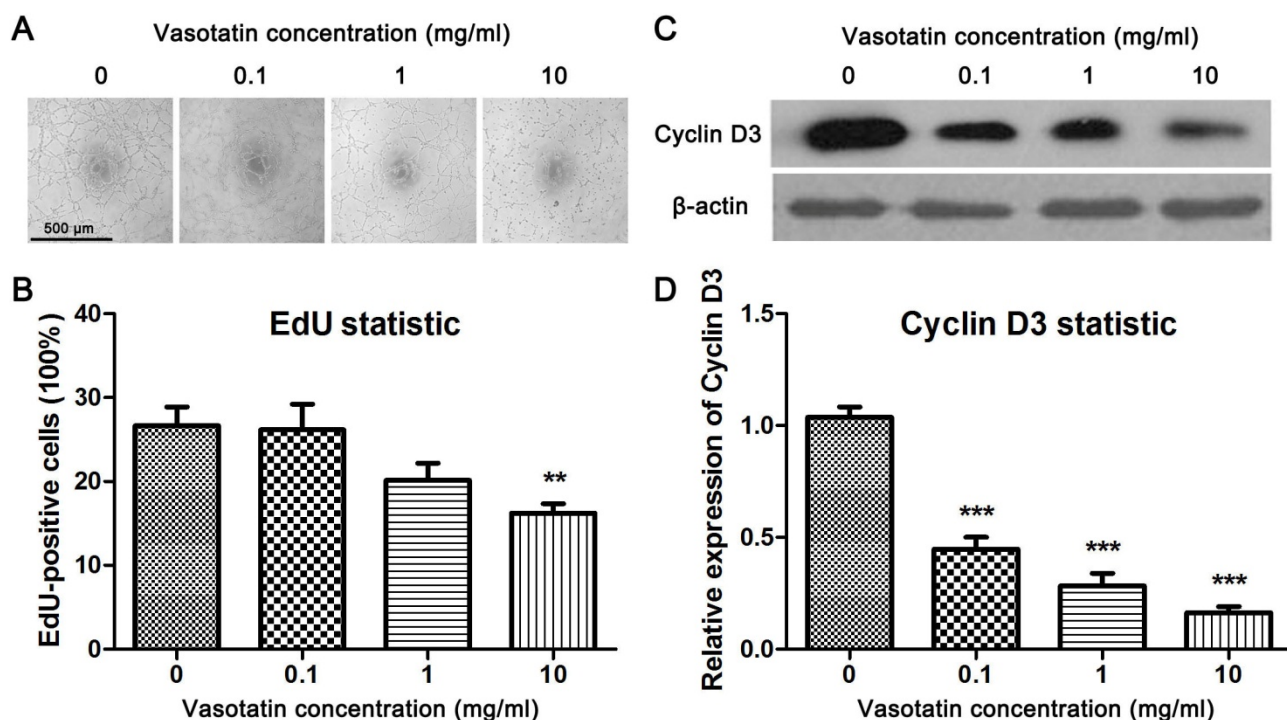 A
Vasotatin concentration (mg/ml)
0 0.1 1 10
500 µm
B
EdU statistic
EdU-positive cells (100%)
40
30
20
10
0
**
0 0.1 1 10
Vasotatin concentration (mg/ml)
C
Vasotatin concentration (mg/ml)
0 0.1 1 10
Cyclin D3
β-actin
D
Cyclin D3 statistic
Relative expression of Cyclin D3
1.5
1.0
0.5
0.0
***
***
***
0 0.1 1 10
Vasotatin concentration (mg/ml)